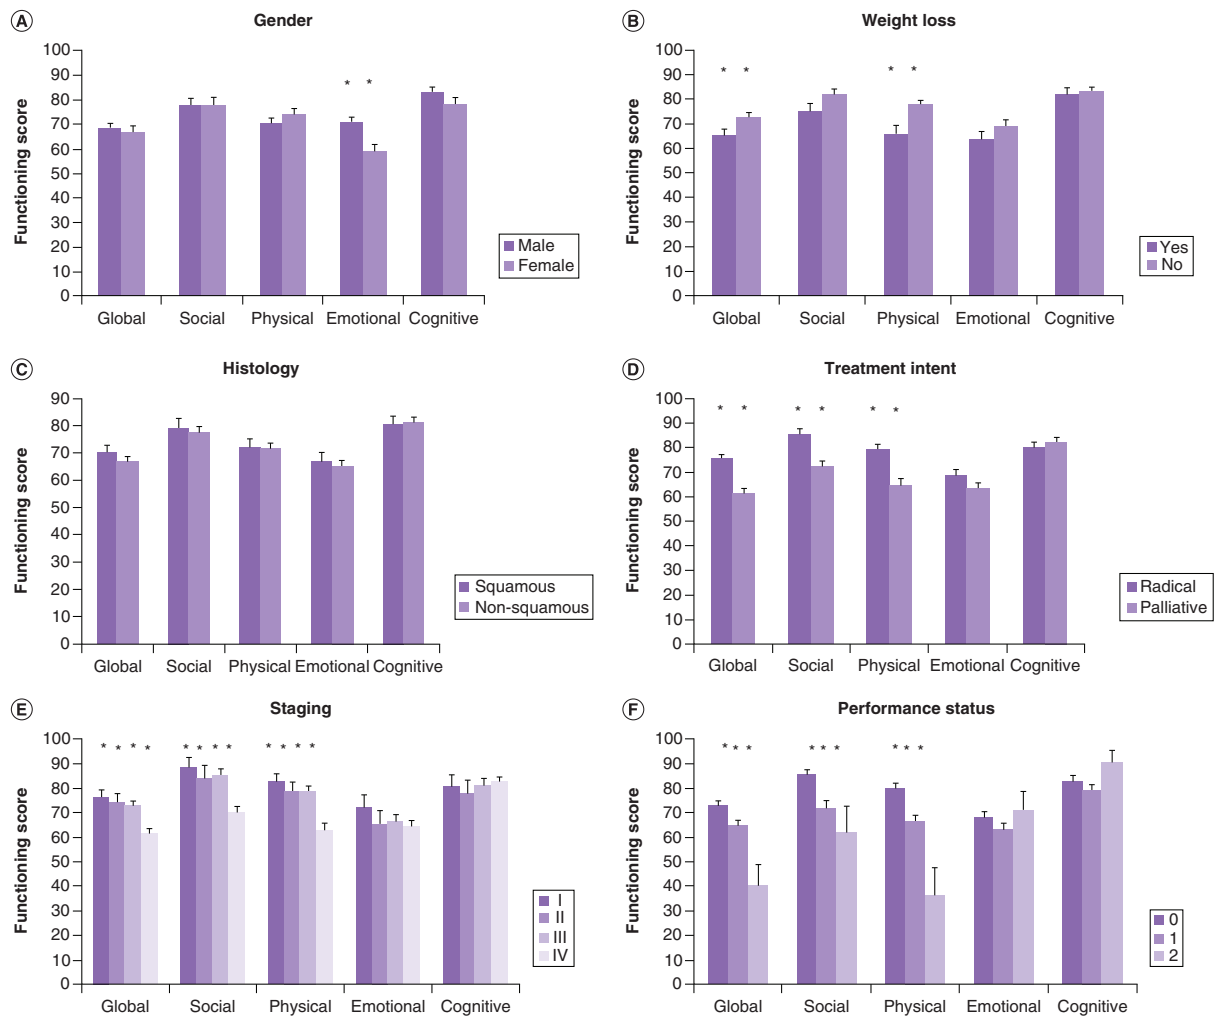 A Gender
Functioning score
100
90
80
70
60
50
40
30
20
10
0
* *
Global Social Physical Emotional Cognitive
Male
Female
B Weight loss
Functioning score
100
90
80
70
60
50
40
30
20
10
0
* * * *
Global Social Physical Emotional Cognitive
Yes
No
C Histology
Functioning score
90
80
70
60
50
40
30
20
10
0
Global Social Physical Emotional Cognitive
Squamous
Non-squamous
D Treatment intent
Functioning score
100
90
80
70
60
50
40
30
20
10
0
* * * * * *
Global Social Physical Emotional Cognitive
Radical
Palliative
E Staging
Functioning score
100
90
80
70
60
50
40
30
20
10
0
* * * * * * * * * * * *
Global Social Physical Emotional Cognitive
I
II
III
IV
F Performance status
Functioning score
100
90
80
70
60
50
40
30
20
10
0
* * * * * * * * *
Global Social Physical Emotional Cognitive
0
1
2